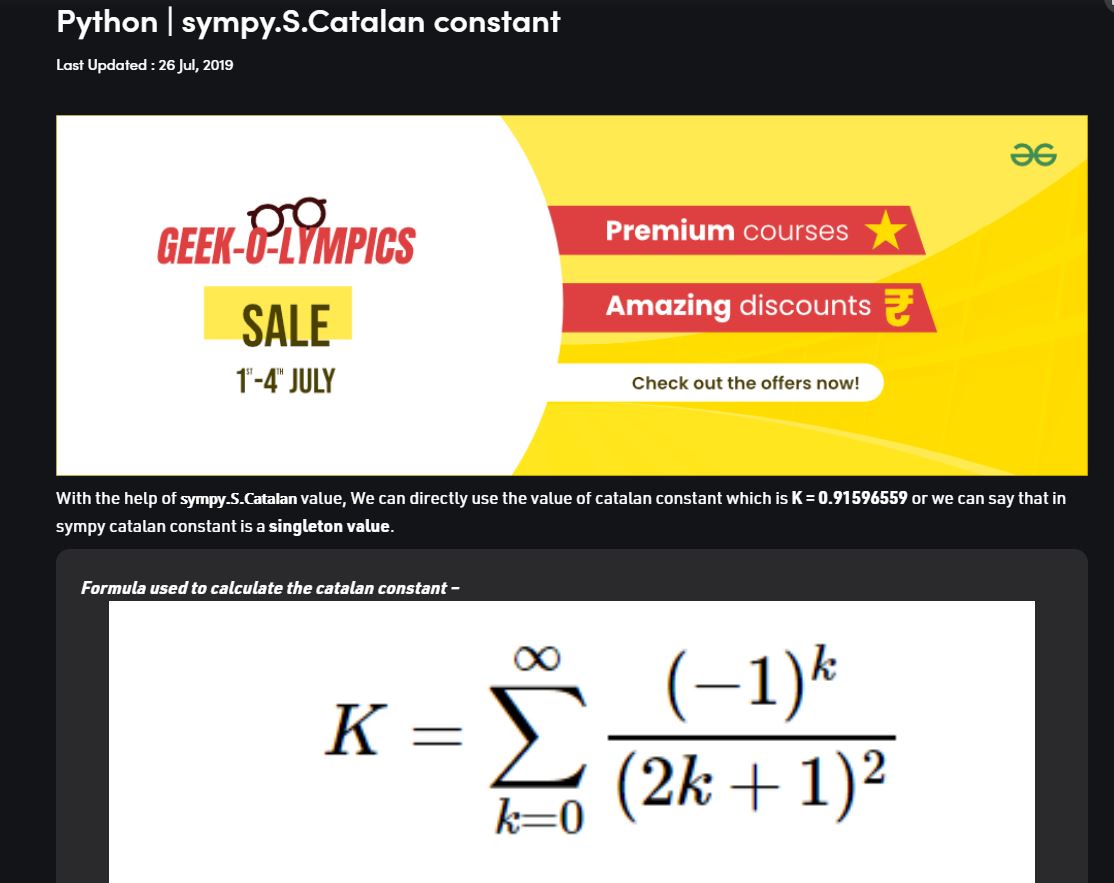 Python | sympy.S.Catalan constant
Last Updated : 26 Jul, 2019
GEEK-O-LYMPICS
SALE
1ST-4TH JULY
Premium courses
Amazing discounts
Check out the offers now!
With the help of sympy.S.Catalan value, We can directly use the value of catalan constant which is K = 0.91596559 or we can say that in
sympy catalan constant is a singleton value.
Formula used to calculate the catalan constant –
K = ∑_{k=0}^{∞} (−1)^k / (2k + 1)^2